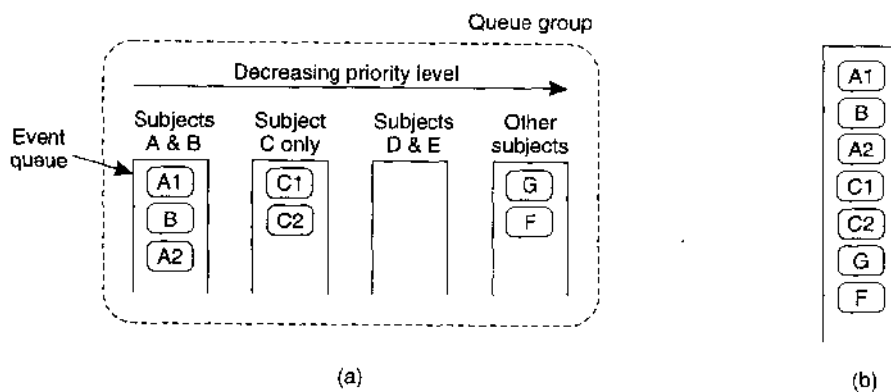 Queue group
Decreasing priority level
Event
queue
Subjects
A & B
Subject
C only
Subjects
D & E
Other
subjects
A1
B
A2
C1
C2
G
F
A1
B
A2
C1
C2
G
F
(a)
(b)